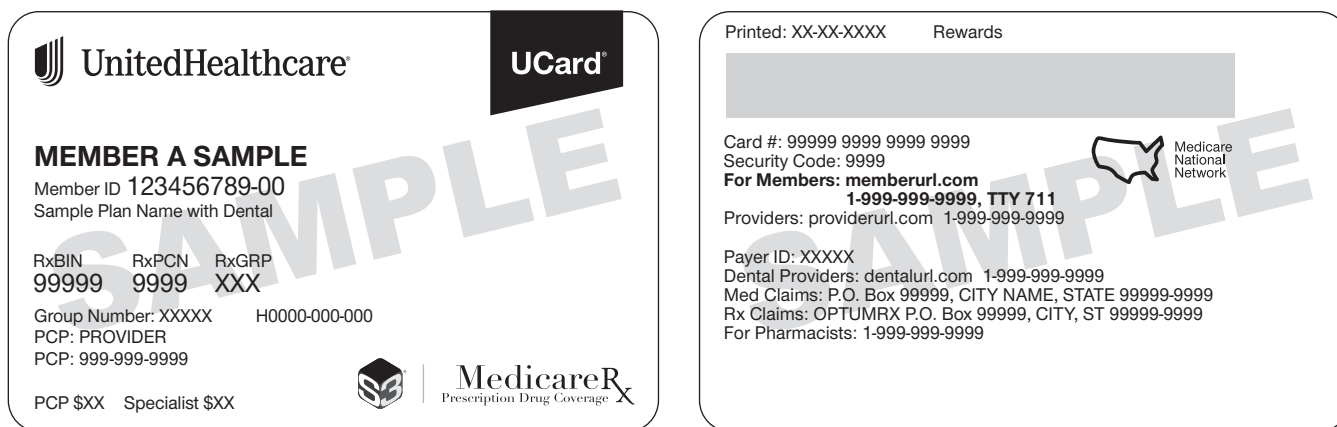 UnitedHealthcare®
UCard®
MEMBER A SAMPLE
Member ID 123456789-00
Sample Plan Name with Dental
RxBIN RxPCN RxGRP
99999 9999 XXX
Group Number: XXXXX H0000-000-000
PCP: PROVIDER
PCP: 999-999-9999
PCP $XX Specialist $XX
S3®
MedicareRx
Prescription Drug Coverage
SAMPLE
Printed: XX-XX-XXXX Rewards
Card #: 99999 9999 9999 9999
Security Code: 9999
For Members: memberurl.com
1-999-999-9999, TTY 711
Providers: providerurl.com 1-999-999-9999
Medicare
National
Network
Payer ID: XXXXX
Dental Providers: dentalurl.com 1-999-999-9999
Med Claims: P.O. Box 99999, CITY NAME, STATE 99999-9999
Rx Claims: OPTUMRX P.O. Box 99999, CITY, ST 99999-9999
For Pharmacists: 1-999-999-9999
SAMPLE